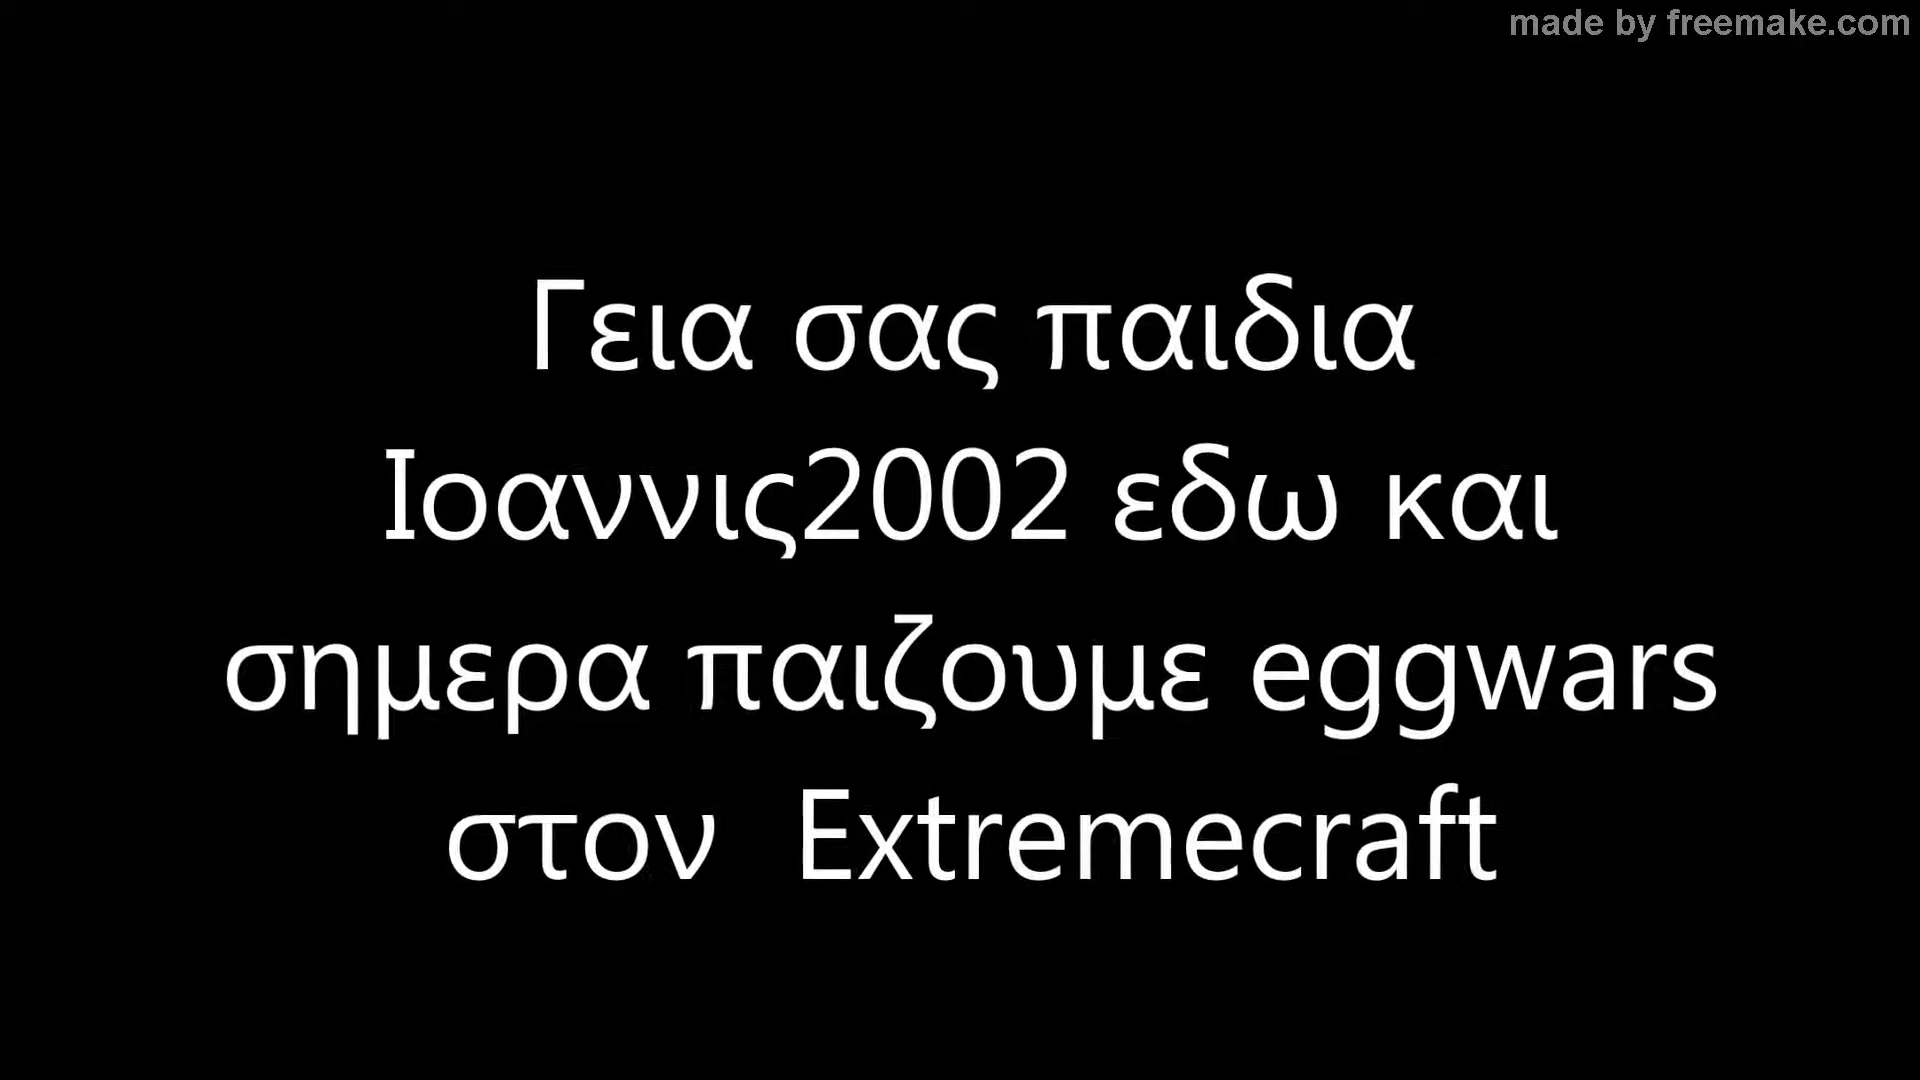 made by freemake.com
Γεια σας παιδια
Ιοαννις2002 εδω και
σημερα παιζουμε eggwars
στον  Extremecraft